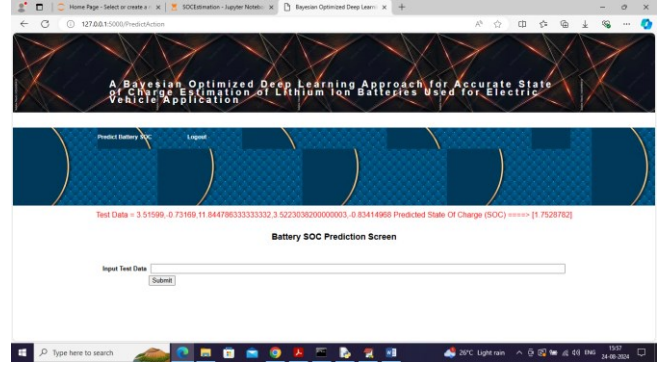 Home Page - Select or create a n
SOCEstimation - Jupyter Notebo
Bayesian Optimized Deep Learni
127.0.0.1:5000/PredictAction
A Bayesian Optimized Deep Learning Approach for Accurate State
of Charge Estimation of Lithium Ion Batteries Used for Electric
Vehicle Application
Predict Battery SOC Logout
Test Data = 3.51599,-0.73169,11.844786333333332,3.5223038200000003,-0.83414968 Predicted State Of Charge (SOC) ====> [1.7528782]
Battery SOC Prediction Screen
Input Test Data
Submit
Type here to search
26°C Light rain
ENG
1557
24-08-2024